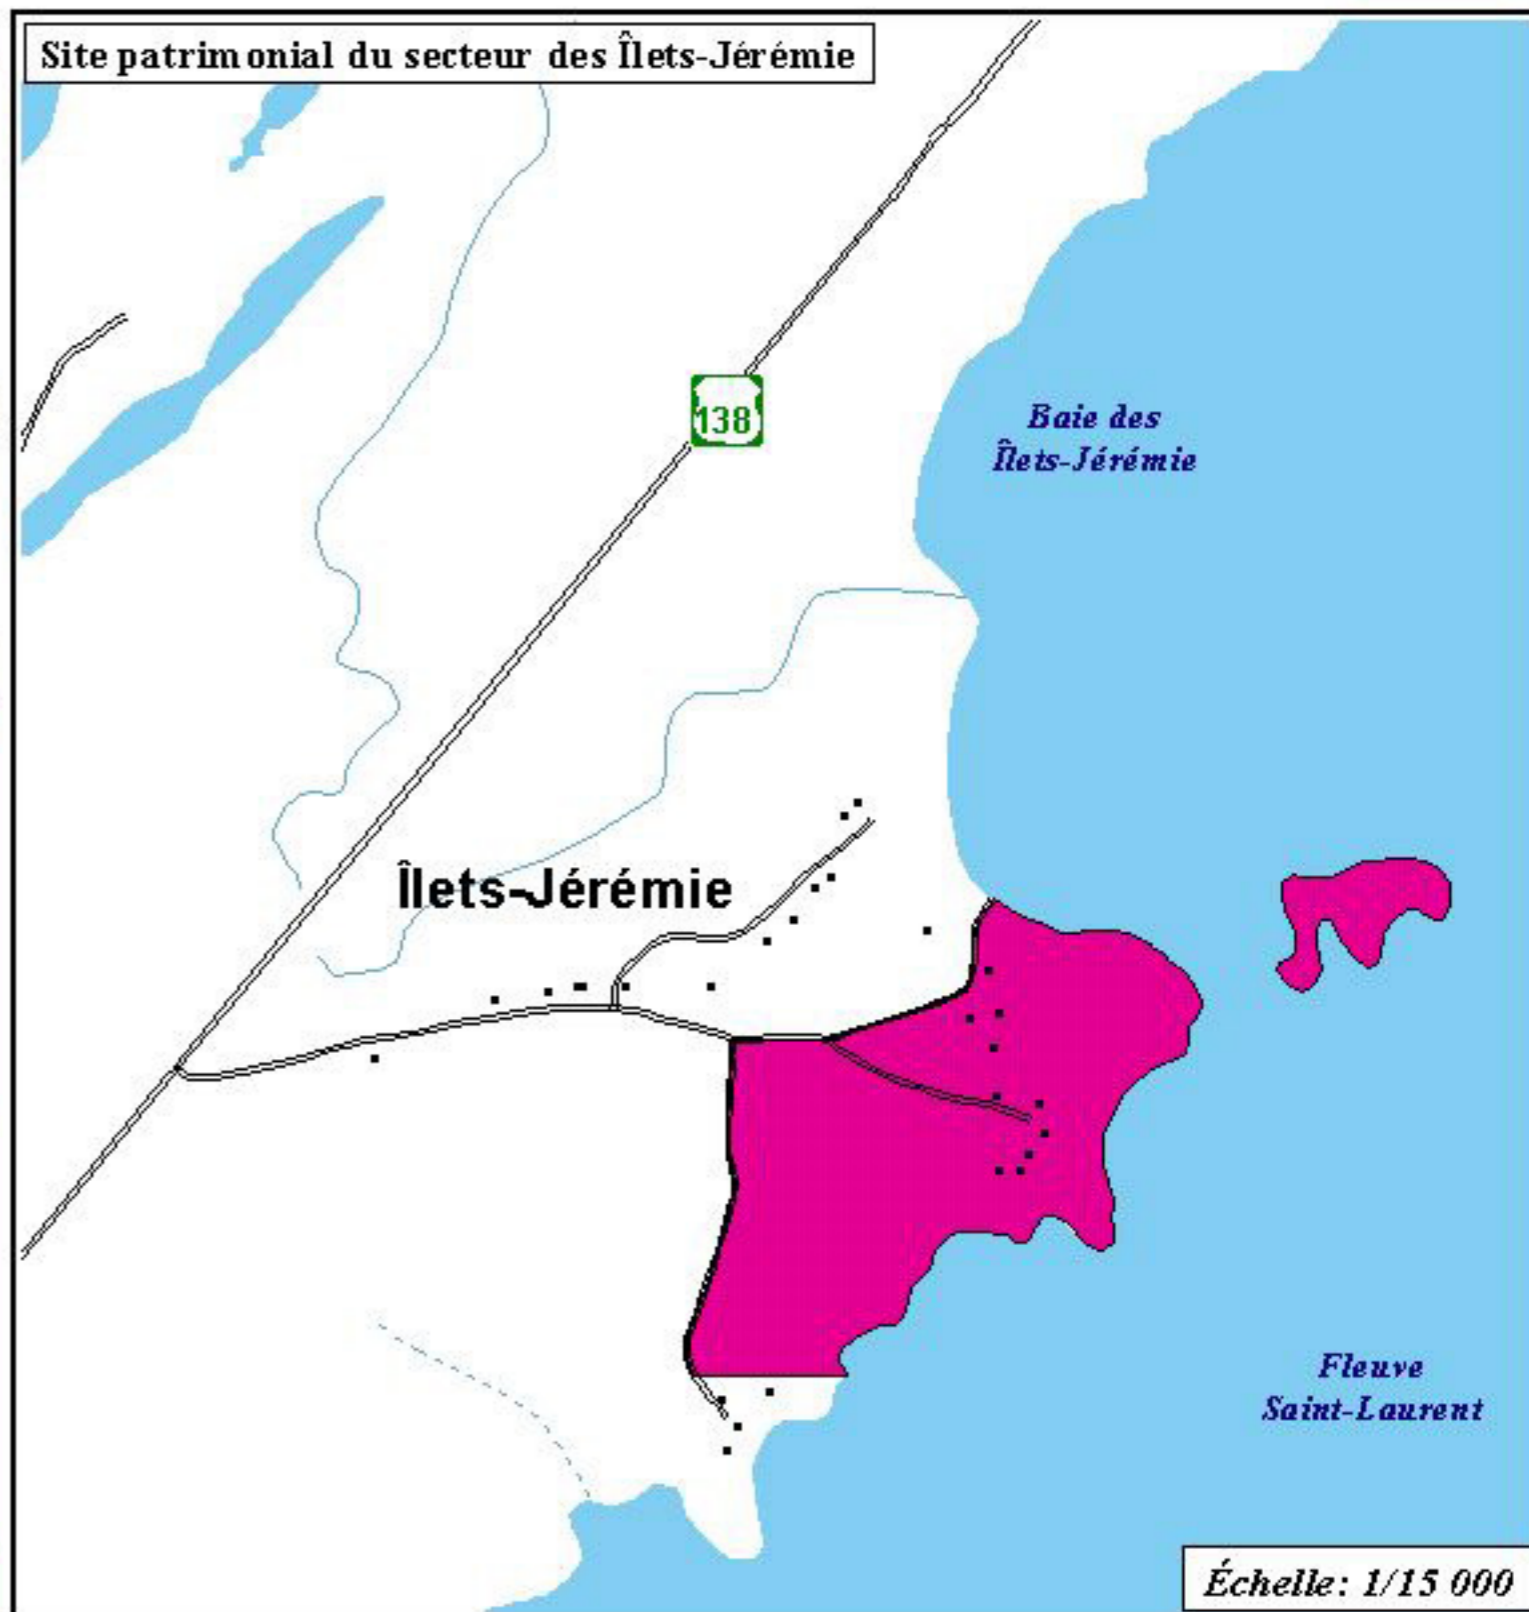 Site patrimonial du secteur des Îlets-Jérémie
138
Baie des
Îlets-Jérémie
Îlets-Jérémie
Fleuve
Saint-Laurent
Échelle: 1/15 000